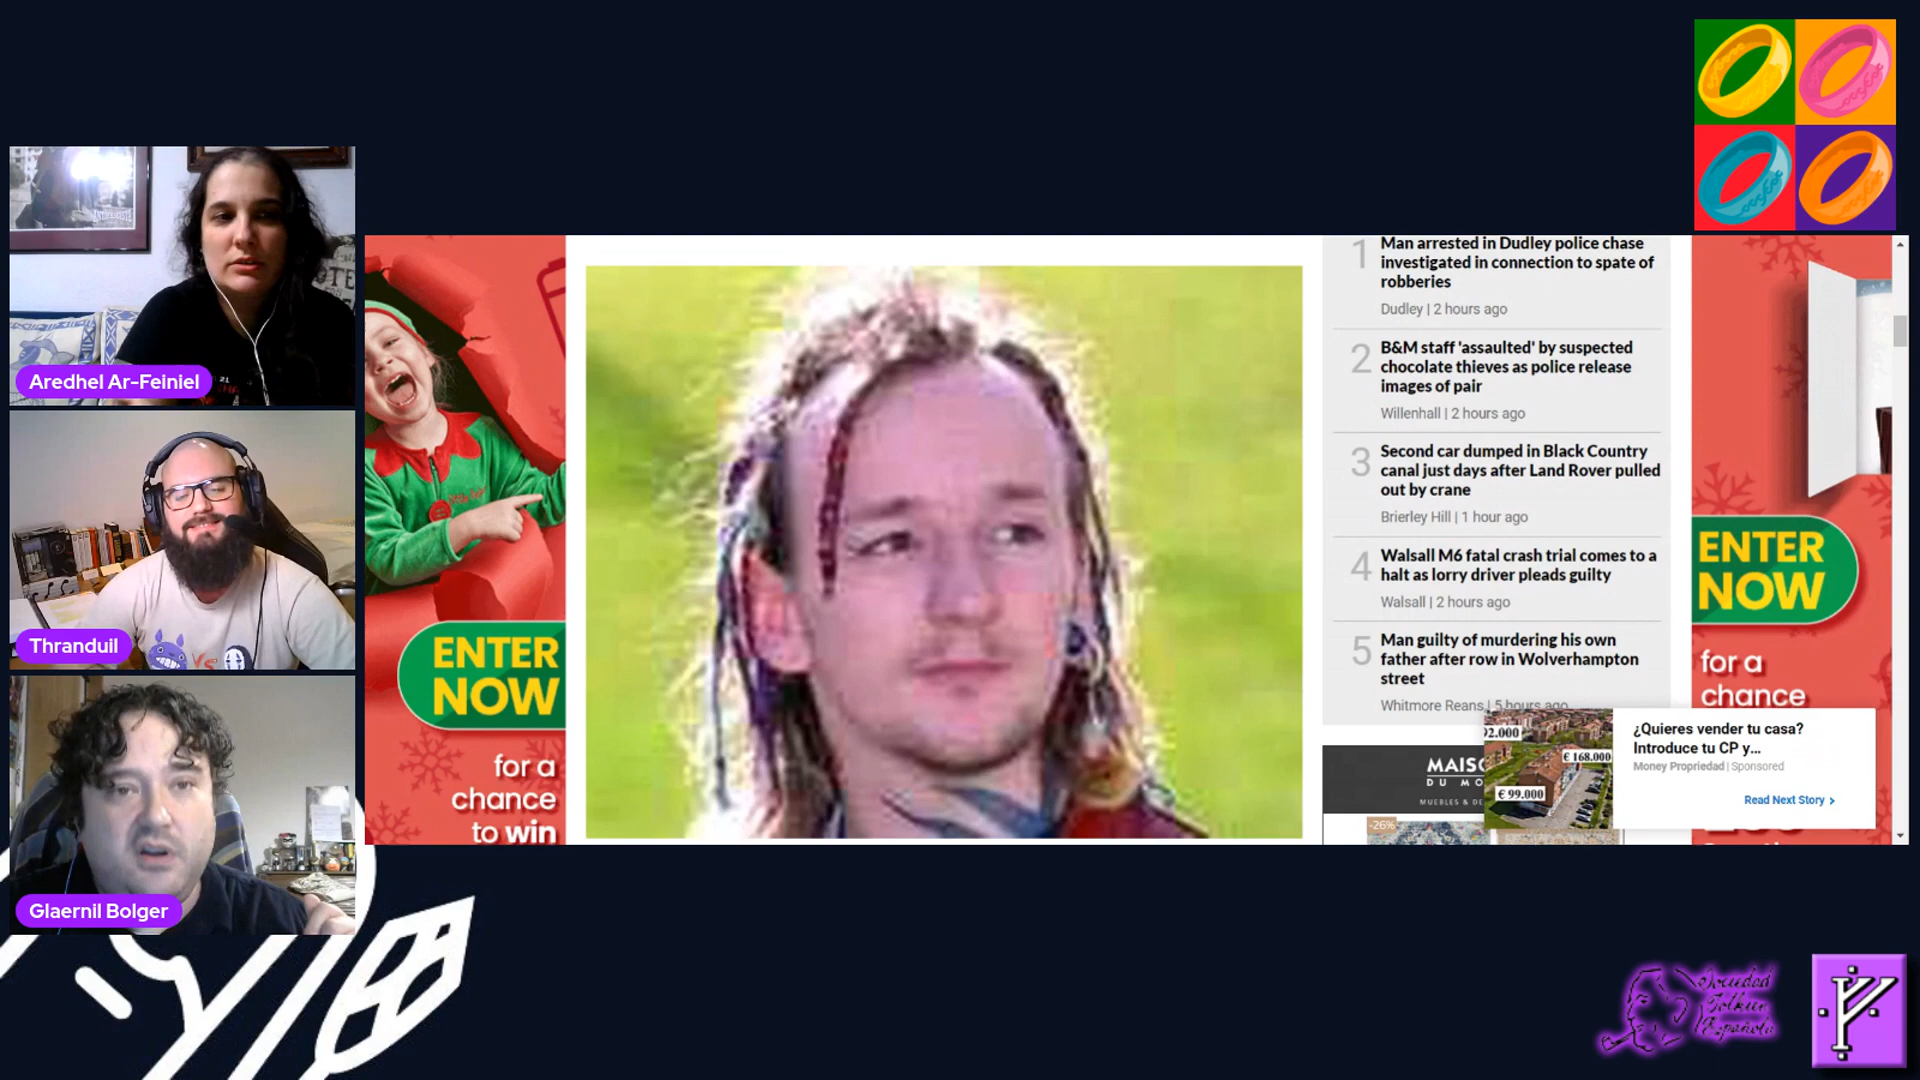 Aredhel Ar-Feiniel
Thranduil
Glaernil Bolger
ENTER
NOW
for a
chance
to win
1
Man arrested in Dudley police chase
investigated in connection to spate of
robberies
Dudley | 2 hours ago
2
B&M staff 'assaulted' by suspected
chocolate thieves as police release
images of pair
Willenhall | 2 hours ago
3
Second car dumped in Black Country
canal just days after Land Rover pulled
out by crane
Brierley Hill | 1 hour ago
4
Walsall M6 fatal crash trial comes to a
halt as lorry driver pleads guilty
Walsall | 2 hours ago
5
Man guilty of murdering his own
father after row in Wolverhampton
street
Whitmore Reans | 5 hours ago
-26%
€ 168.000
€ 99.000
¿Quieres vender tu casa?
Introduce tu CP y...
Money Propriedad | Sponsored
Read Next Story
ENTER
NOW
for a
chance
Sociedad
Tolkien
Española